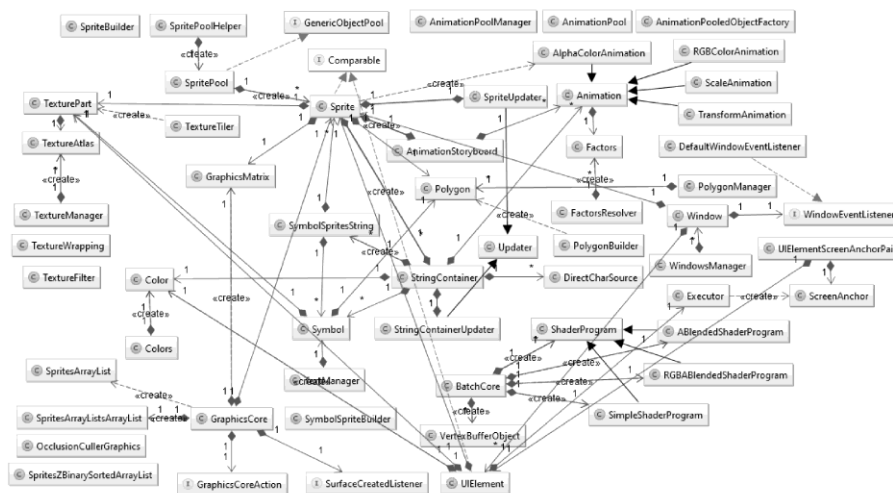 SpriteBuilder
SpritePoolHelper
GenericObjectPool
AnimationPoolManager
AnimationPool
AnimationPooledObjectFactory
«create»
SpritePool
«create»
Comparable
«create»
AlphaColorAnimation
RGBColorAnimation
TexturePart
«create»
Sprite
SpriteUpdater
Animation
ScaleAnimation
TransformAnimation
TextureTiler
«create»
TextureAtlas
AnimationStoryboard
Factors
DefaultWindowEventListener
«create»
GraphicsMatrix
«create»
Polygon
«create»
PolygonManager
«create»
TextureManager
SymbolSpritesString
FactorsResolver
Window
WindowEventListener
TextureWrapping
Updater
PolygonBuilder
UIElementScreenAnchorPair
TextureFilter
Color
StringContainer
DirectCharSource
WindowsManager
«create»
Executor
«create»
ScreenAnchor
«create»
Colors
Symbol
StringContainerUpdater
ShaderProgram
ABlendedShaderProgram
«create»
SpritesArrayList
BatchCore
«create»
RGBABlendedShaderProgram
«create»
SpritesArrayListsArrayList
GraphicsCore
SymbolSpriteBuilder
«create»
SimpleShaderProgram
OcclusionCullerGraphics
VertexBufferObject
SpritesZBinarySortedArrayList
GraphicsCoreAction
SurfaceCreatedListener
UIElement